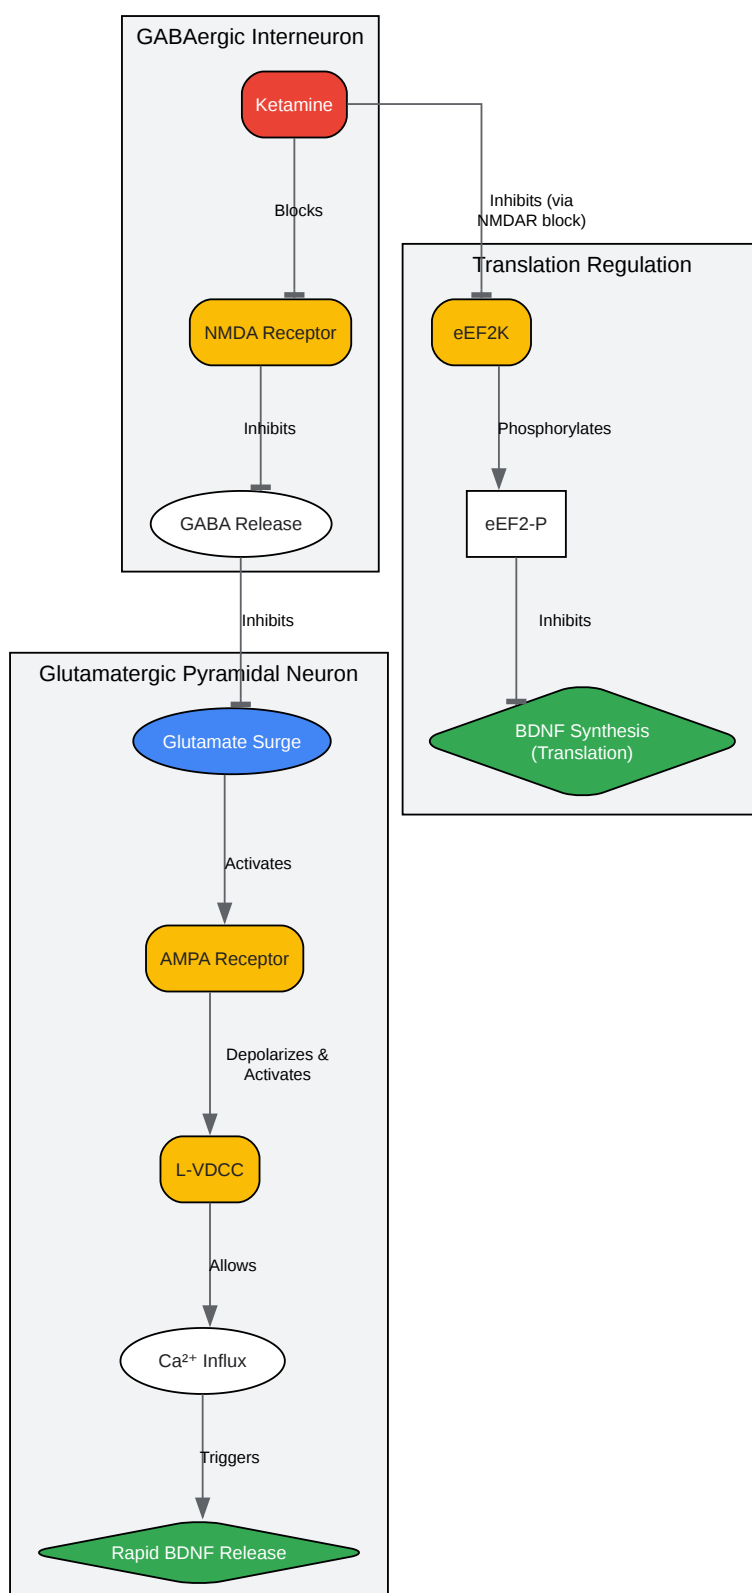 GABAergic Interneuron
Ketamine
Blocks
Inhibits (via
NMDAR block)
Translation Regulation
NMDA Receptor
eEF2K
Inhibits
Phosphorylates
GABA Release
eEF2-P
Inhibits
Inhibits
Glutamatergic Pyramidal Neuron
Glutamate Surge
BDNF Synthesis
(Translation)
Activates
AMPA Receptor
Depolarizes &
Activates
L-VDCC
Allows
Ca²⁺ Influx
Triggers
Rapid BDNF Release